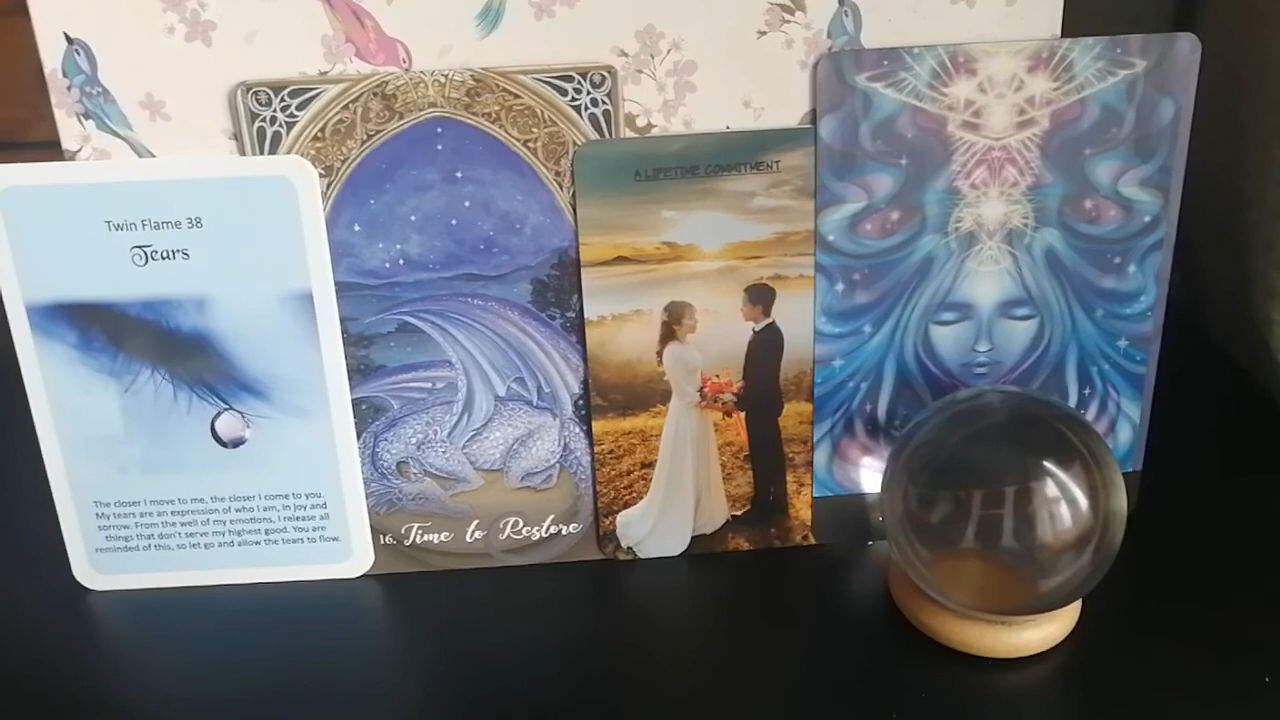 Twin Flame 38
Tears
The closer I move to me, the closer I come to you.
My tears are an expression of who I am, in joy and
sorrow. From the well of my emotions, I release all
things that don't serve my highest good. You are
reminded of this, so let go and allow the tears to flow.
16. Time to Restore
A LIFETIME COMMITMENT